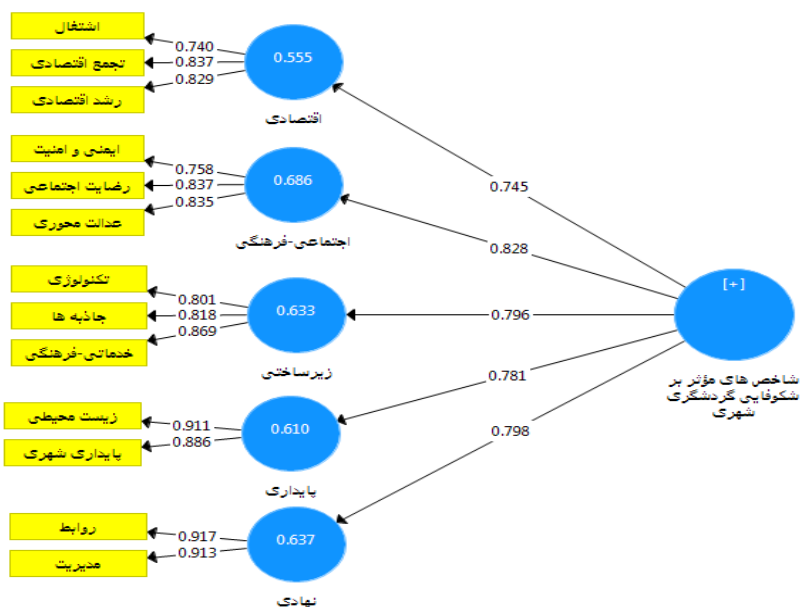 اشتغال
0.740
تجمع اقتصادی
0.837
رشد اقتصادی
0.829
0.555
اقتصادی
0.745
ایمنی و امنیت
0.758
رضایت اجتماعی
0.837
عدالت محوری
0.835
0.686
اجتماعی-فرهنگی
0.828
تکنولوژی
0.801
جاذبه ها
0.818
خدماتی-فرهنگی
0.869
0.633
زیرساختی
0.796
زیست محیطی
0.911
پایداری شهری
0.886
0.610
پایداری
0.781
روابط
0.917
مدیریت
0.913
0.637
نهادی
0.798
[+]
شاخص های مؤثر بر
شکوفایی گردشگری
شهری